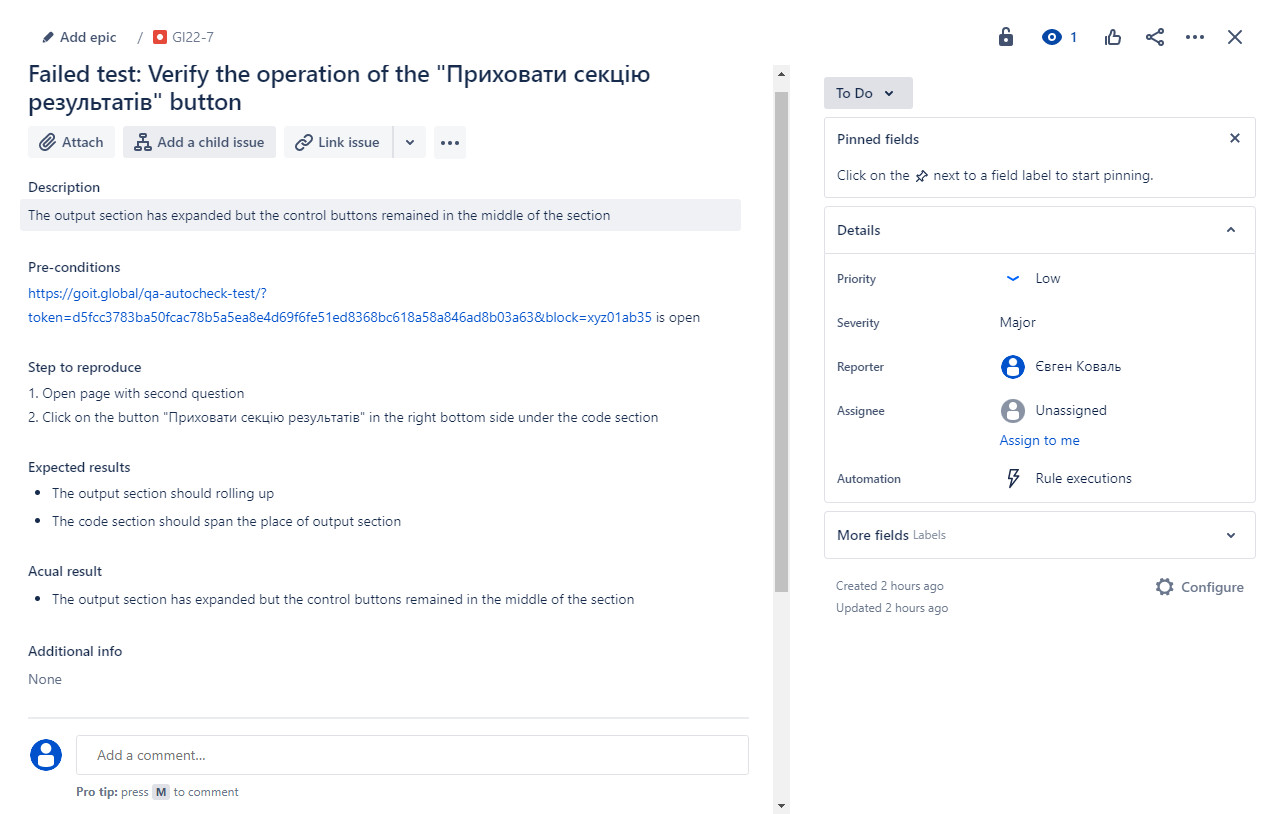 Add epic / GI22-7
1
Failed test: Verify the operation of the "Приховати секцію
результатів" button
Attach
Add a child issue
Link issue
Description
The output section has expanded but the control buttons remained in the middle of the section
Pre-conditions
https://goit.global/qa-autocheck-test/?
token=d5fcc3783ba50fcac78b5a5ea8e4d69f6fe51ed8368bc618a58a846ad8b03a63&block=xyz01ab35 is open
Step to reproduce
1. Open page with second question
2. Click on the button "Приховати секцію результатів" in the right bottom side under the code section
Expected results
• The output section should rolling up
• The code section should span the place of output section
Acual result
• The output section has expanded but the control buttons remained in the middle of the section
Additional info
None
Add a comment...
Pro tip: press M to comment
To Do
Pinned fields
Click on the next to a field label to start pinning.
Details
Priority Low
Severity Major
Reporter Євген Коваль
Assignee Unassigned
Assign to me
Automation Rule executions
More fields Labels
Created 2 hours ago
Updated 2 hours ago
Configure